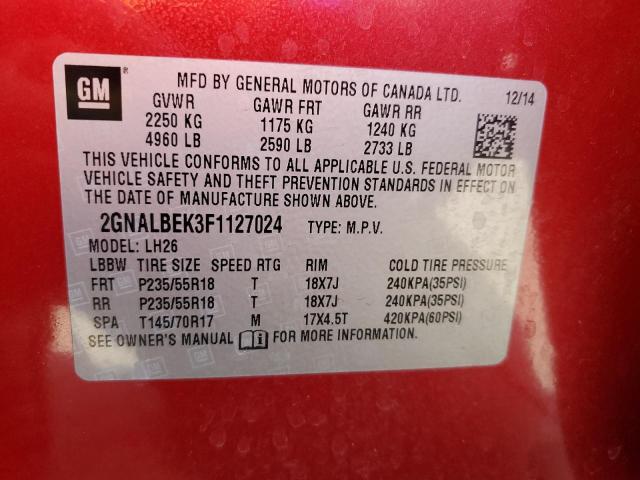 GM ®
MFD BY GENERAL MOTORS OF CANADA LTD.
12/14
GVWR GAWR FRT GAWR RR
2250 KG 1175 KG 1240 KG
4960 LB 2590 LB 2733 LB
THIS VEHICLE CONFORMS TO ALL APPLICABLE U.S. FEDERAL MOTOR
VEHICLE SAFETY AND THEFT PREVENTION STANDARDS IN EFFECT ON
THE DATE OF MANUFACTURE SHOWN ABOVE.
2GNALBEK3F1127024 TYPE: M.P.V.
MODEL: LH26
LBBW TIRE SIZE SPEED RTG RIM COLD TIRE PRESSURE
FRT P235/55R18 T 18X7J 240KPA(35PSI)
RR P235/55R18 T 18X7J 240KPA(35PSI)
SPA T145/70R17 M 17X4.5T 420KPA(60PSI)
SEE OWNER'S MANUAL i FOR MORE INFORMATION.